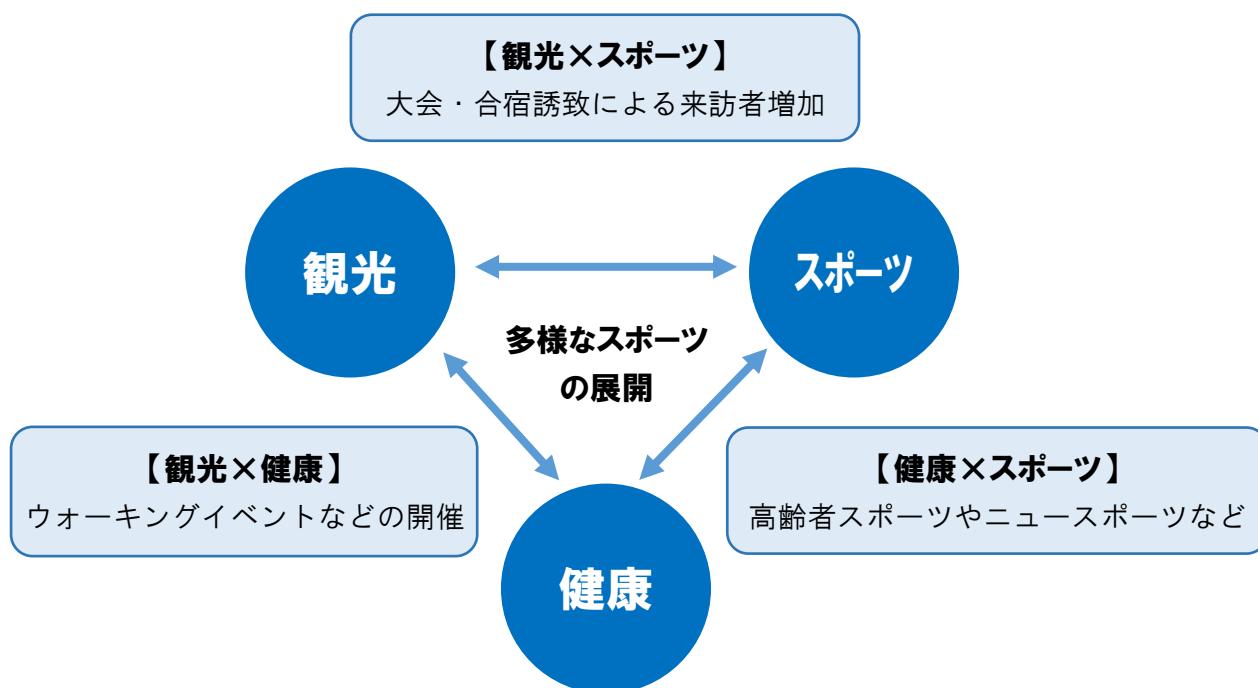 【観光×スポーツ】
大会・合宿誘致による来訪者増加
観光
スポーツ
多様なスポーツ
の展開
【観光×健康】
ウォーキングイベントなどの開催
【健康×スポーツ】
高齢者スポーツやニュースポーツなど
健康